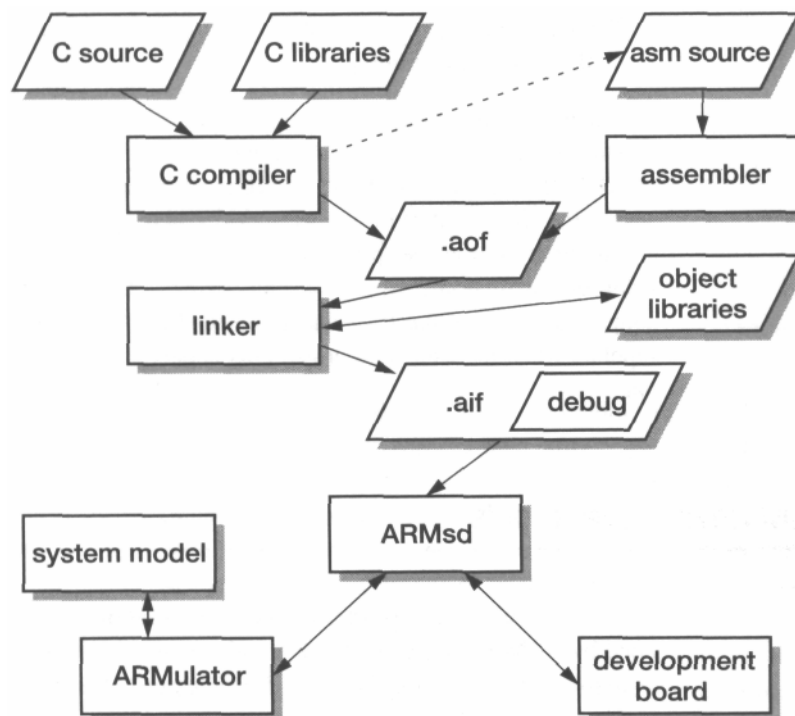 C source
C libraries
asm source
C compiler
assembler
.aof
object
libraries
linker
.aif
debug
ARMsd
system model
ARMulator
development
board